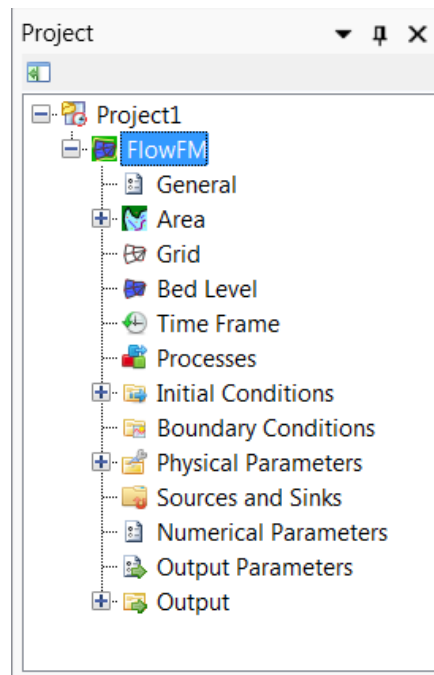 Project
Project1
FlowFM
General
Area
Grid
Bed Level
Time Frame
Processes
Initial Conditions
Boundary Conditions
Physical Parameters
Sources and Sinks
Numerical Parameters
Output Parameters
Output